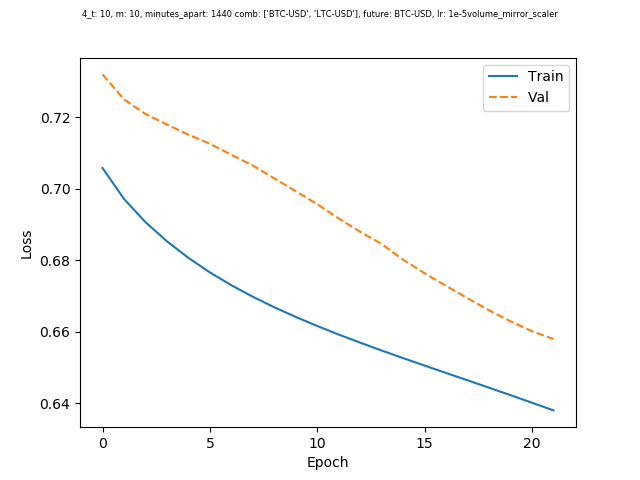 4_t: 10, m: 10, minutes_apart: 1440 comb: ['BTC-USD', 'LTC-USD'], future: BTC-USD, lr: 1e-5volume_mirror_scaler
Train
Val
0.72
0.70
0.68
0.66
0.64
Loss
0
5
10
15
20
Epoch